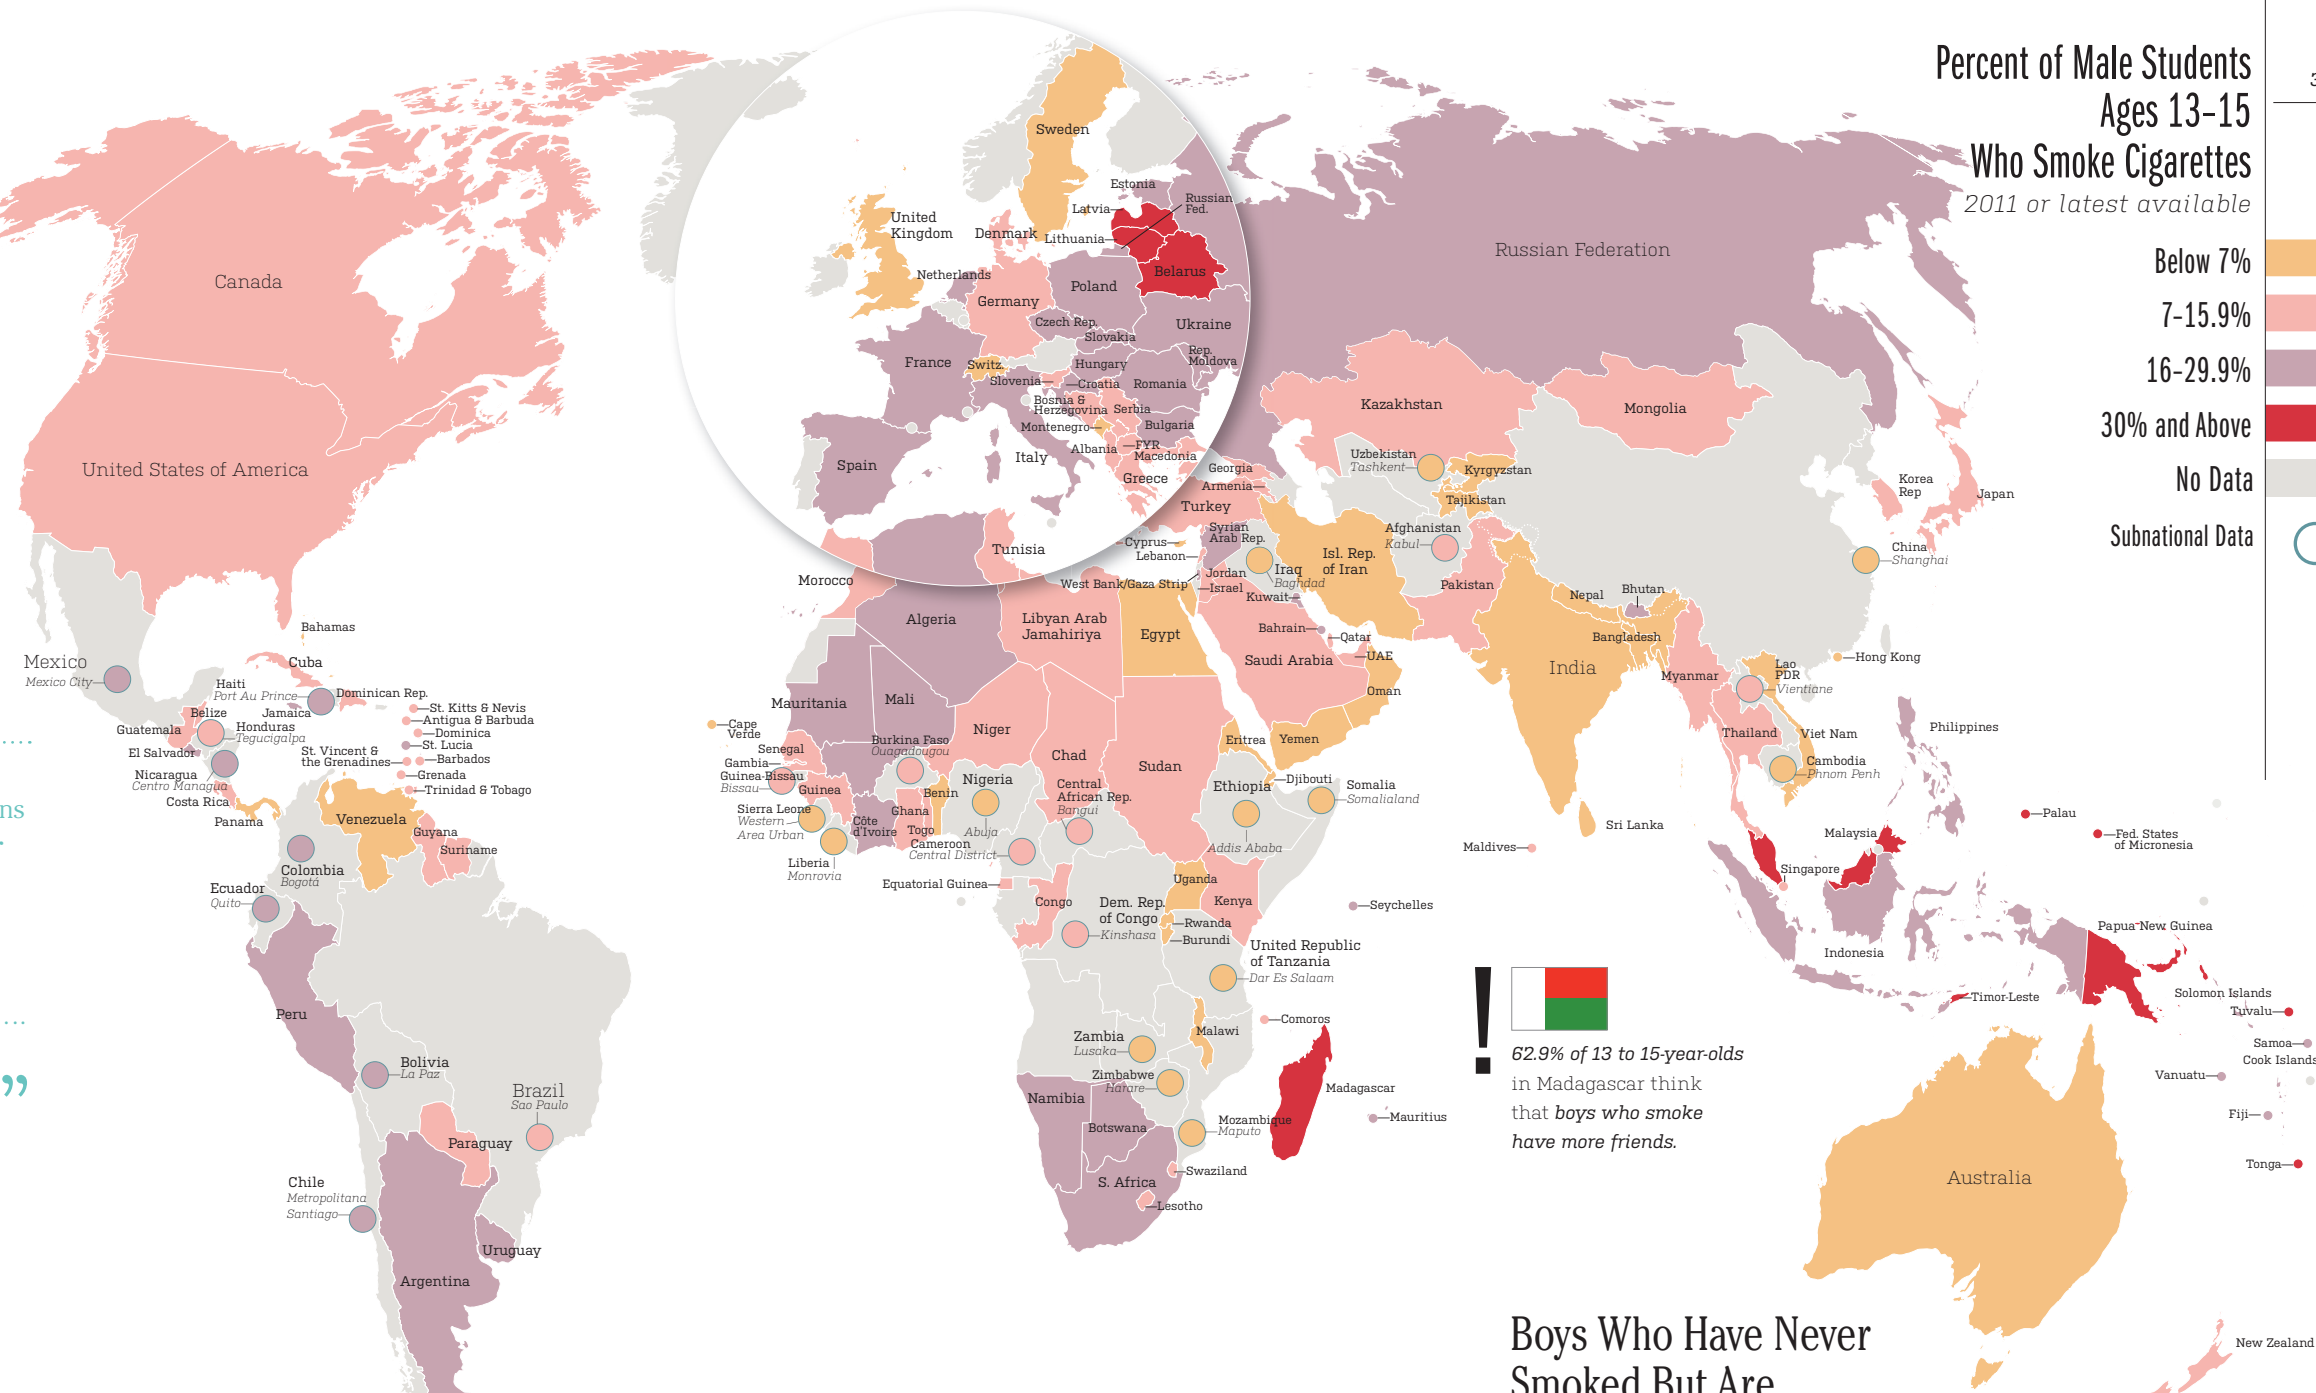 Percent of Male Students
Ages 13–15
Who Smoke Cigarettes
2011 or latest available
Below 7%
7–15.9%
16–29.9%
30% and Above
No Data
Subnational Data
3
Canada
United States of America
Mexico
Mexico City
Bahamas
Cuba
Haiti
Port Au Prince
Dominican Rep.
Jamaica
Belize
Guatemala
Honduras
Tegucigalpa
El Salvador
Nicaragua
Centro Managua
Costa Rica
Panama
St. Kitts & Nevis
Antigua & Barbuda
Dominica
St. Lucia
St. Vincent &
the Grenadines
Barbados
Grenada
Trinidad & Tobago
Venezuela
Guyana
Suriname
Colombia
Bogotá
Ecuador
Quito
Peru
Bolivia
La Paz
Brazil
Sao Paulo
Paraguay
Chile
Metropolitana
Santiago
Uruguay
Argentina
ns
”
Sweden
Estonia
Latvia
Russian
Fed.
Lithuania
Belarus
United
Kingdom
Denmark
Netherlands
Germany
Poland
Czech Rep.
Ukraine
Slovakia
France
Switz.
Hungary
Rep.
Moldova
Slovenia
Croatia
Romania
Bosnia &
Herzegovina
Serbia
Montenegro
Bulgaria
Albania
FYR
Macedonia
Spain
Italy
Greece
Tunisia
Russian Federation
Kazakhstan
Mongolia
Uzbekistan
Tashkent
Kyrgyzstan
Tajikistan
Georgia
Armenia
Turkey
Syrian
Arab Rep.
Cyprus
Lebanon
West Bank/Gaza Strip
Jordan
Israel
Iraq
Baghdad
Kuwait
Isl. Rep.
of Iran
Afghanistan
Kabul
Pakistan
Bahrain
Qatar
UAE
Saudi Arabia
Oman
Yemen
Nepal
Bhutan
Bangladesh
India
Myanmar
Sri Lanka
Maldives
China
Shanghai
Hong Kong
Korea
Rep
Japan
Lao
PDR
Vientiane
Thailand
Viet Nam
Cambodia
Phnom Penh
Philippines
Malaysia
Singapore
Indonesia
Palau
Fed. States
of Micronesia
Papua New Guinea
Timor-Leste
Solomon Islands
Tuvalu
Samoa
Cook Islands
Vanuatu
Fiji
Tonga
Australia
New Zealand
Morocco
Algeria
Libyan Arab
Jamahiriya
Egypt
Mauritania
Mali
Niger
Chad
Sudan
Eritrea
Djibouti
Somalia
Somalialand
Ethiopia
Addis Ababa
Cape
Verde
Senegal
Gambia
Guinea-Bissau
Bissau
Guinea
Sierra Leone
Western
Area Urban
Liberia
Monrovia
Côte
d'Ivoire
Burkina Faso
Ouagadougou
Ghana
Togo
Benin
Nigeria
Abuja
Cameroon
Central District
Central
African Rep.
Bangui
Equatorial Guinea
Congo
Dem. Rep.
of Congo
Kinshasa
Uganda
Kenya
Rwanda
Burundi
Seychelles
United Republic
of Tanzania
Dar Es Salaam
Comoros
Malawi
Zambia
Lusaka
Zimbabwe
Harare
Mozambique
Maputo
Madagascar
Mauritius
Namibia
Botswana
S. Africa
Swaziland
Lesotho
!
62.9% of 13 to 15-year-olds
in Madagascar think
that boys who smoke
have more friends.
Boys Who Have Never
Smoked But Are